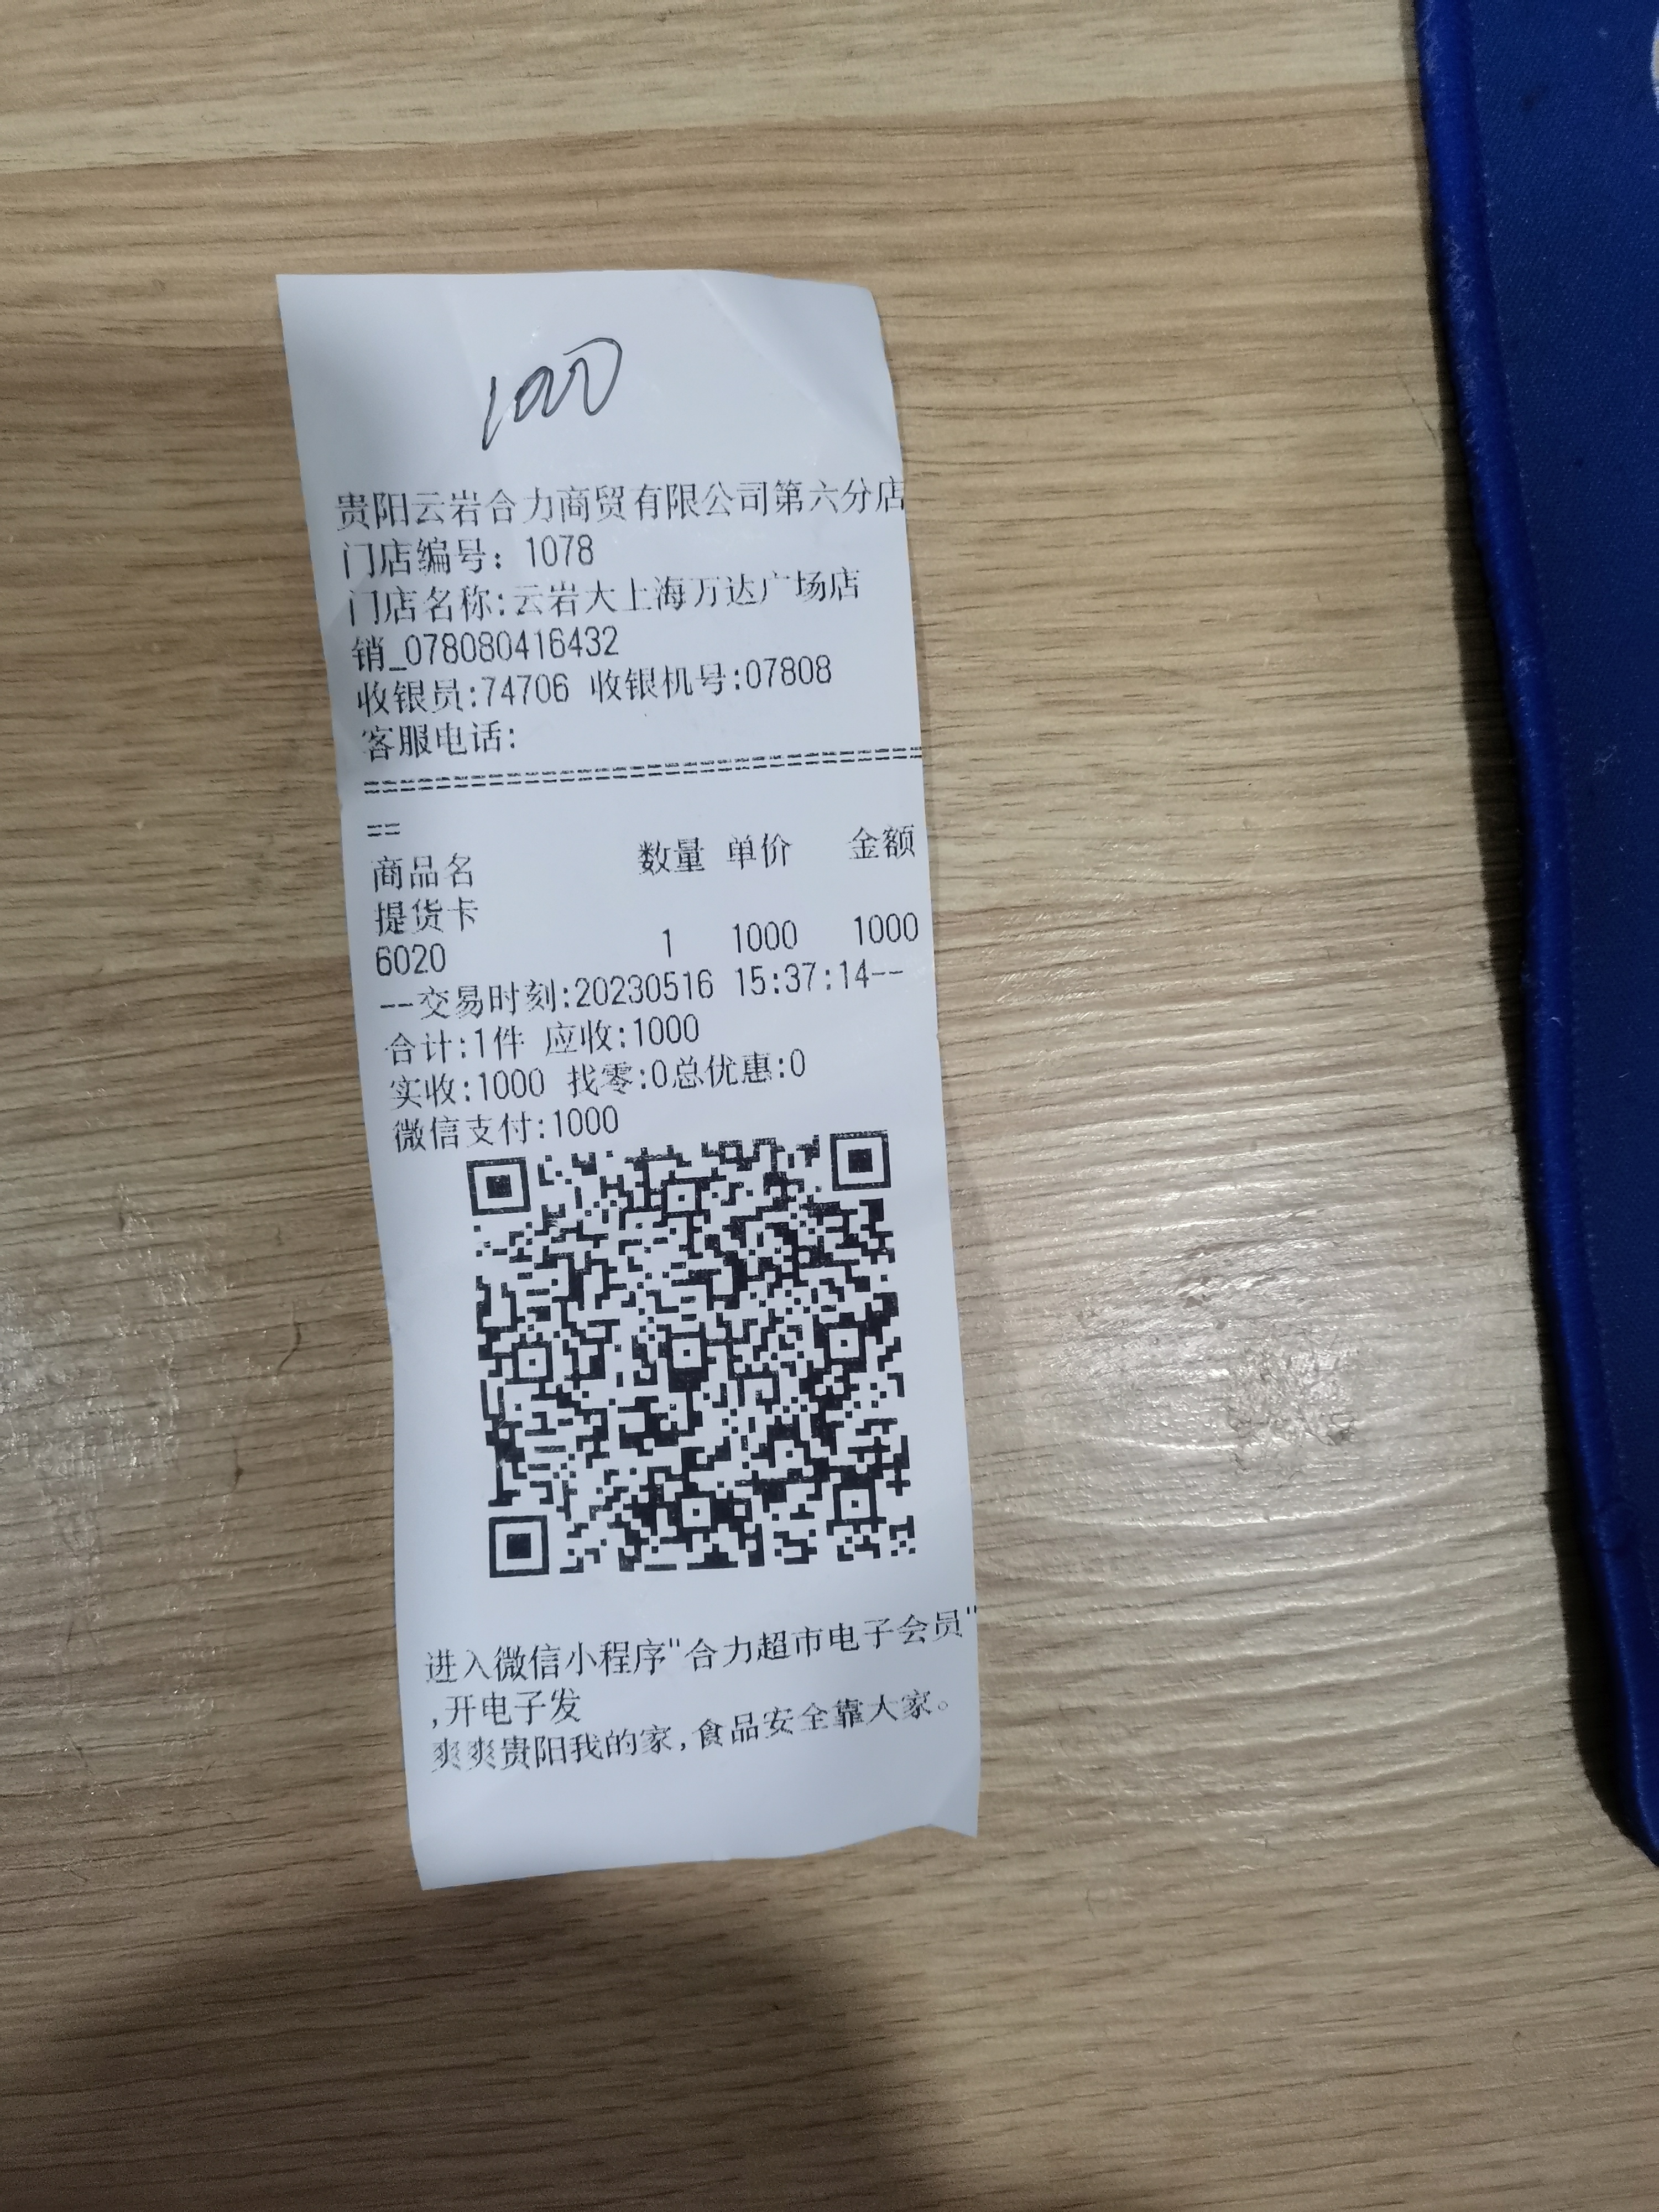 1000
贵阳云岩合力商贸有限公司第六分店
门店编号：1078
门店名称:云岩大上海万达广场店
销_078080416432
收银员:74706 收银机号:07808
客服电话:
==================================================
==
商品名 数量 单价 金额
提货卡
6020 1 1000 1000
--交易时刻:20230516 15:37:14--
合计:1件 应收:1000
实收:1000 找零:0总优惠:0
微信支付:1000
进入微信小程序"合力超市电子会员"
,开电子发
爽爽贵阳我的家,食品安全靠大家。